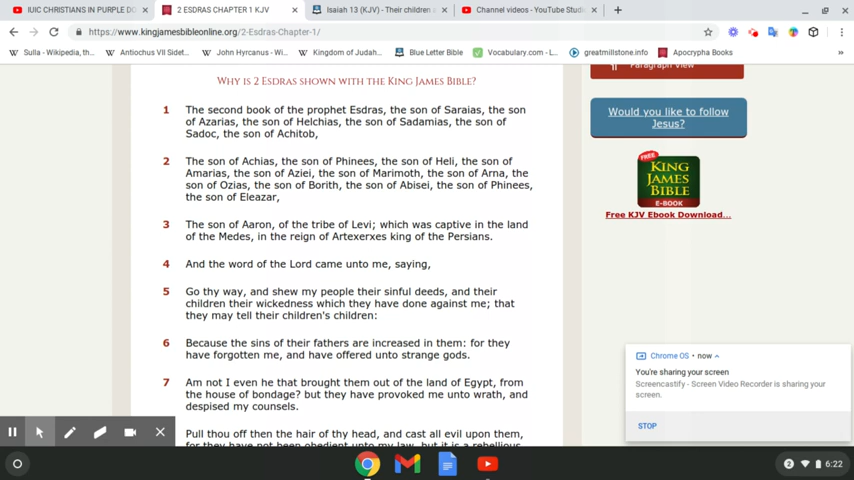 IUIC CHRISTIANS IN PURPLE DO
2 ESDRAS CHAPTER 1 KJV
Isaiah 13 (KJV) - Their children s
Channel videos - YouTube Studi
https://www.kingjamesbibleonline.org/2-Esdras-Chapter-1/
Sulla - Wikipedia, th...
Antiochus VII Sidet...
John Hyrcanus - Wi...
Kingdom of Judah...
Blue Letter Bible
Vocabulary.com - L...
greatmillstone.info
Apocrypha Books
»
Paragraph View
WHY IS 2 ESDRAS SHOWN WITH THE KING JAMES BIBLE?
1 The second book of the prophet Esdras, the son of Saraias, the son
of Azarias, the son of Helchias, the son of Sadamias, the son of
Sadoc, the son of Achitob,
2 The son of Achias, the son of Phinees, the son of Heli, the son of
Amarias, the son of Aziei, the son of Marimoth, the son of Arna, the
son of Ozias, the son of Borith, the son of Abisei, the son of Phinees,
the son of Eleazar,
3 The son of Aaron, of the tribe of Levi; which was captive in the land
of the Medes, in the reign of Artexerxes king of the Persians.
4 And the word of the Lord came unto me, saying,
5 Go thy way, and shew my people their sinful deeds, and their
children their wickedness which they have done against me; that
they may tell their children's children:
6 Because the sins of their fathers are increased in them: for they
have forgotten me, and have offered unto strange gods.
7 Am not I even he that brought them out of the land of Egypt, from
the house of bondage? but they have provoked me unto wrath, and
despised my counsels.
Pull thou off then the hair of thy head, and cast all evil upon them,
for they have not been obedient unto my law, but it is a rebellious
Would you like to follow
Jesus?
FREE
KING
JAMES
BIBLE
E-BOOK
Free KJV Ebook Download...
Chrome OS • now
You're sharing your screen
Screencastify - Screen Video Recorder is sharing your
screen.
STOP
2
6:22